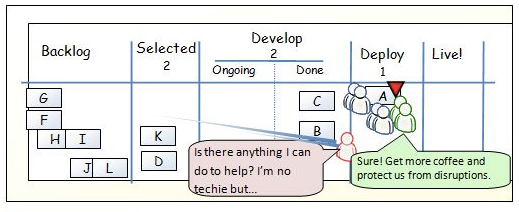 Backlog
Selected
2
Develop
2
Ongoing
Done
Deploy
1
Live!
G
F
H
I
J
L
K
D
C
B
A
Is there anything I can
do to help? I'm no
techie but...
Sure! Get more coffee and
protect us from disruptions.